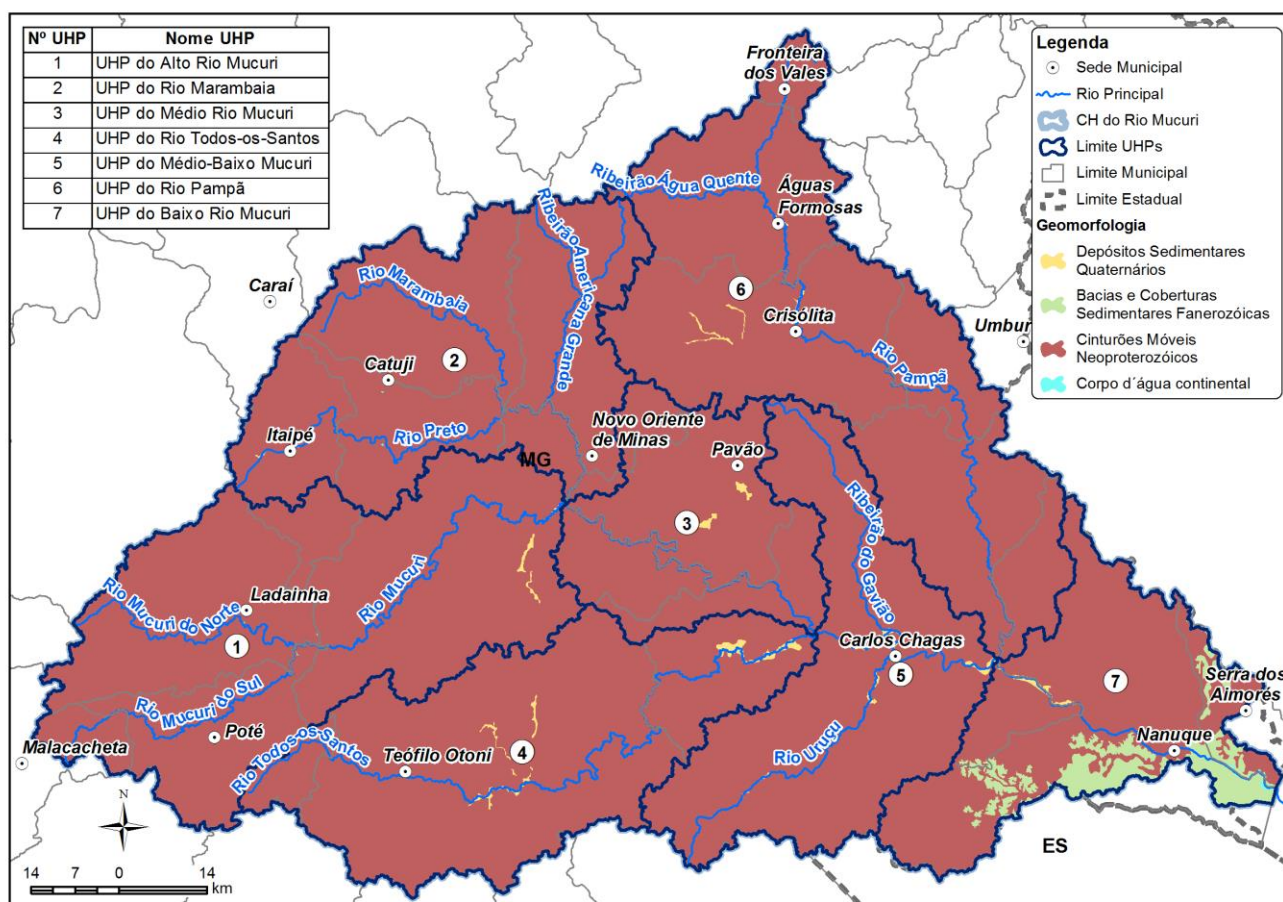 Nº UHP Nome UHP
1 UHP do Alto Rio Mucuri
2 UHP do Rio Marambaia
3 UHP do Médio Rio Mucuri
4 UHP do Rio Todos-os-Santos
5 UHP do Médio-Baixo Mucuri
6 UHP do Rio Pampã
7 UHP do Baixo Rio Mucuri
Legenda
Sede Municipal
Rio Principal
CH do Rio Mucuri
Limite UHPs
Limite Municipal
Limite Estadual
Geomorfologia
Depósitos Sedimentares
Quaternários
Bacias e Coberturas
Sedimentares Fanerozóicas
Cinturões Móveis
Neoproterozóicos
Corpo d´água continental
Fronteira
dos Vales
Ribeirão Água Quente
Águas
Formosas
Ribeirão Americana Grande
Caraí
Rio Marambaia
6
Crisólita
Umbur
Catuji
2
Rio Pampã
Itaipé
Rio Preto
Novo Oriente
de Minas
MG
Pavão
3
Ribeirão do Gavião
Rio Mucuri
Ladainha
Rio Mucuri do Norte
1
Carlos Chagas
5
7
Serra dos
Aimores
Rio Mucuri do Sul
Poté
Malacacheta
Rio Todos-os-Santos
Teófilo Otoni
4
Rio Uruçu
Nanuque
N
ES
14 7 0 14
km